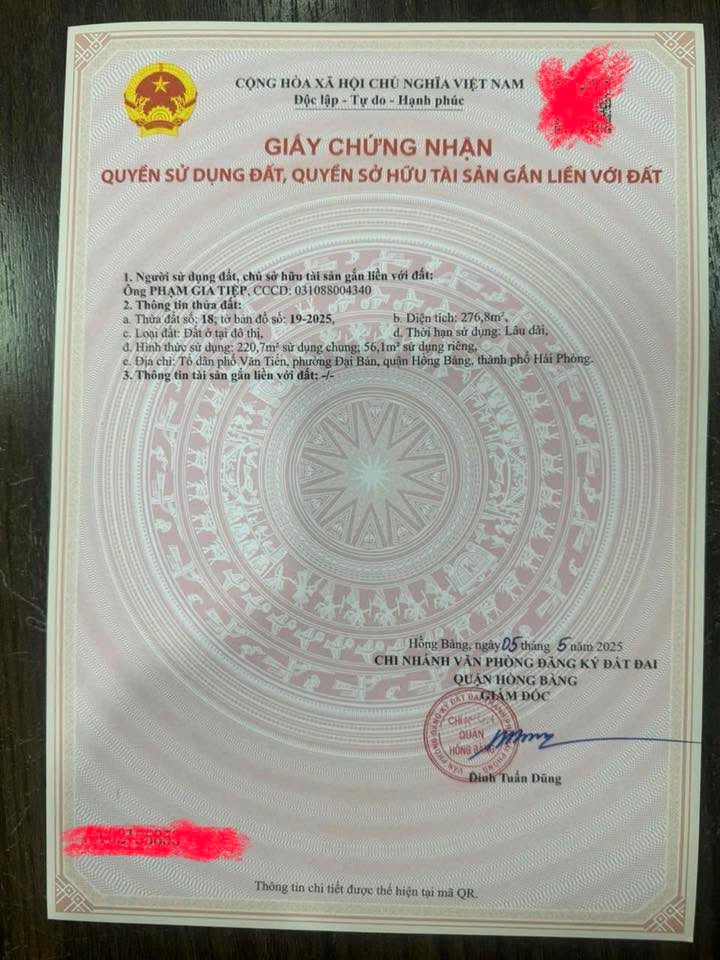 CỘNG HÒA XÃ HỘI CHỦ NGHĨA VIỆT NAM
Độc lập - Tự do - Hạnh phúc
GIẤY CHỨNG NHẬN
QUYỀN SỬ DỤNG ĐẤT, QUYỀN SỞ HỮU TÀI SẢN GẮN LIỀN VỚI ĐẤT
1. Người sử dụng đất, chủ sở hữu tài sản gắn liền với đất:
Ông PHẠM GIA TIỆP, CCCD: 031088004340
2. Thông tin thửa đất:
a. Thửa đất số: 18; tờ bản đồ số: 19-2025, b. Diện tích: 276,8m²,
c. Loại đất: Đất ở tại đô thị, d. Thời hạn sử dụng: Lâu dài,
đ. Hình thức sử dụng: 220,7m² sử dụng chung; 56,1m² sử dụng riêng,
e. Địa chỉ: Tổ dân phố Văn Tiến, phường Đại Bản, quận Hồng Bàng, thành phố Hải Phòng.
3. Thông tin tài sản gắn liền với đất: -/-
Hồng Bàng, ngày 05 tháng 5 năm 2025
CHI NHÁNH VĂN PHÒNG ĐĂNG KÝ ĐẤT ĐAI
QUẬN HỒNG BÀNG
GIÁM ĐỐC
CHI NHÁNH
QUẬN
HỒNG BÀNG
Đinh Tuấn Dũng
Thông tin chi tiết được thể hiện tại mã QR.